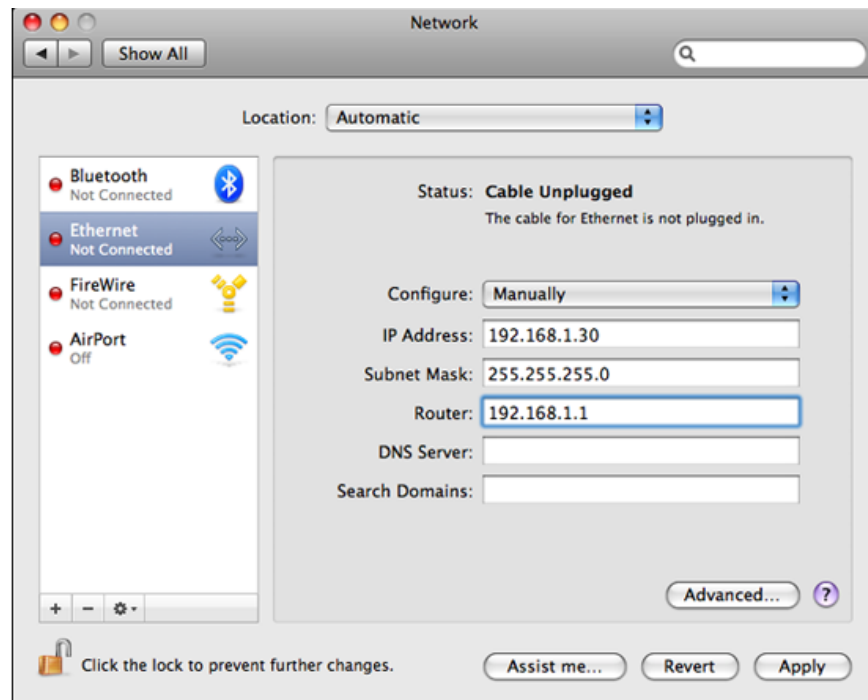 Network
Show All
Location: Automatic
Bluetooth
Not Connected
Ethernet
Not Connected
FireWire
Not Connected
AirPort
Off
Status: Cable Unplugged
The cable for Ethernet is not plugged in.
Configure: Manually
IP Address: 192.168.1.30
Subnet Mask: 255.255.255.0
Router: 192.168.1.1
DNS Server:
Search Domains:
Advanced... ?
Click the lock to prevent further changes.
Assist me... Revert Apply